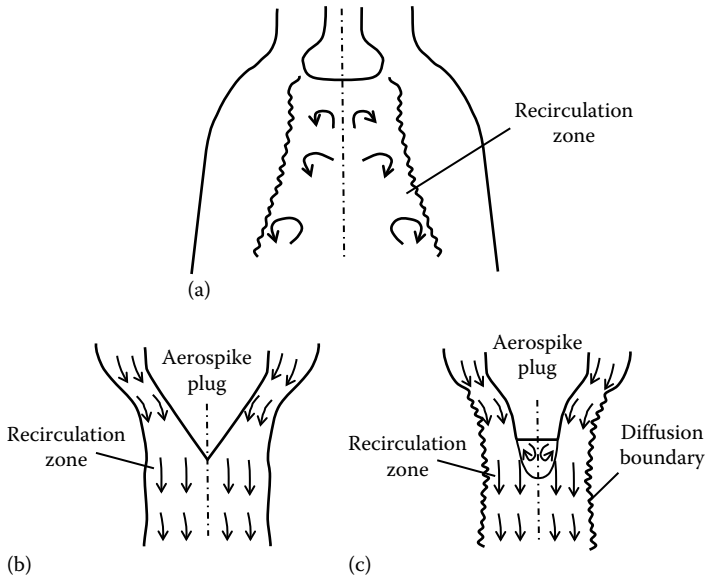 Recirculation
zone
(a)
Aerospike
plug
Recirculation
zone
(b)
Aerospike
plug
Recirculation
zone
Diffusion
boundary
(c)